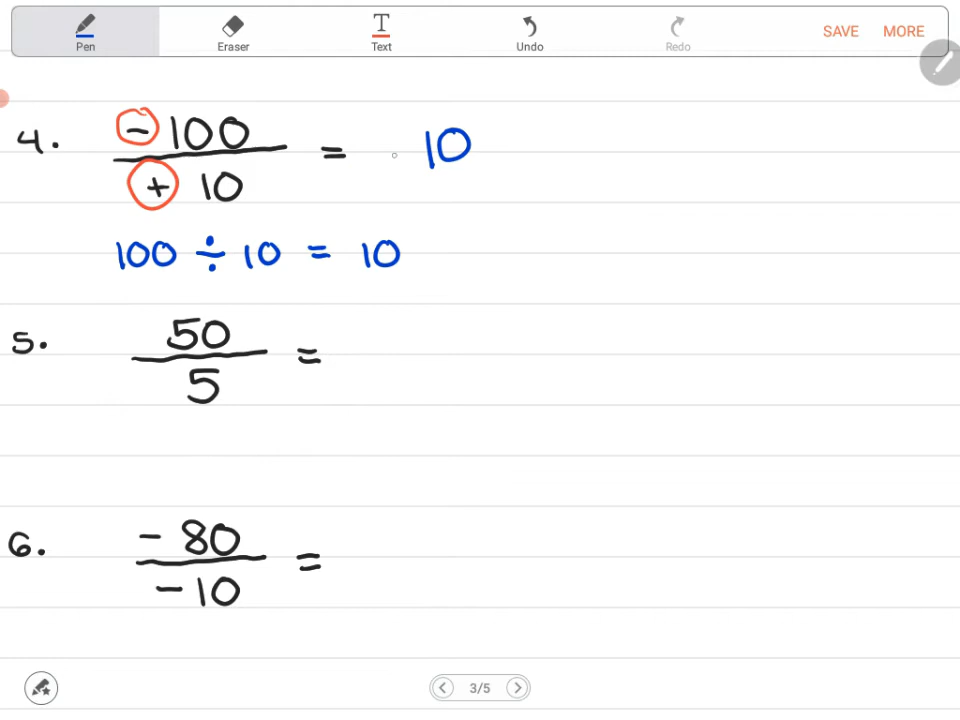 Pen Eraser Text Undo Redo SAVE MORE
4. -100 / + 10 = 10
100 ÷ 10 = 10
5. 50 / 5 =
6. -80 / -10 =
3/5